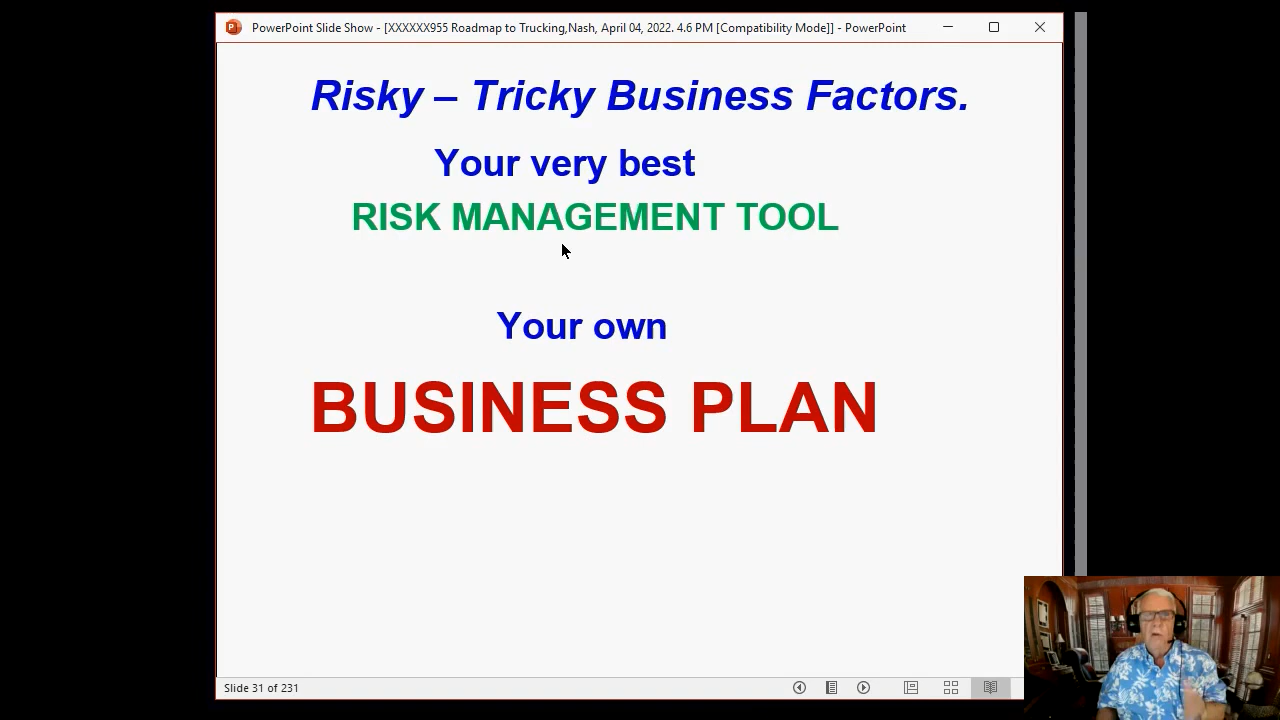 PowerPoint Slide Show - [XXXXXX955 Roadmap to Trucking,Nash, April 04, 2022. 4.6 PM [Compatibility Mode]] - PowerPoint
Risky – Tricky Business Factors.
Your very best
RISK MANAGEMENT TOOL
Your own
BUSINESS PLAN
Slide 31 of 231